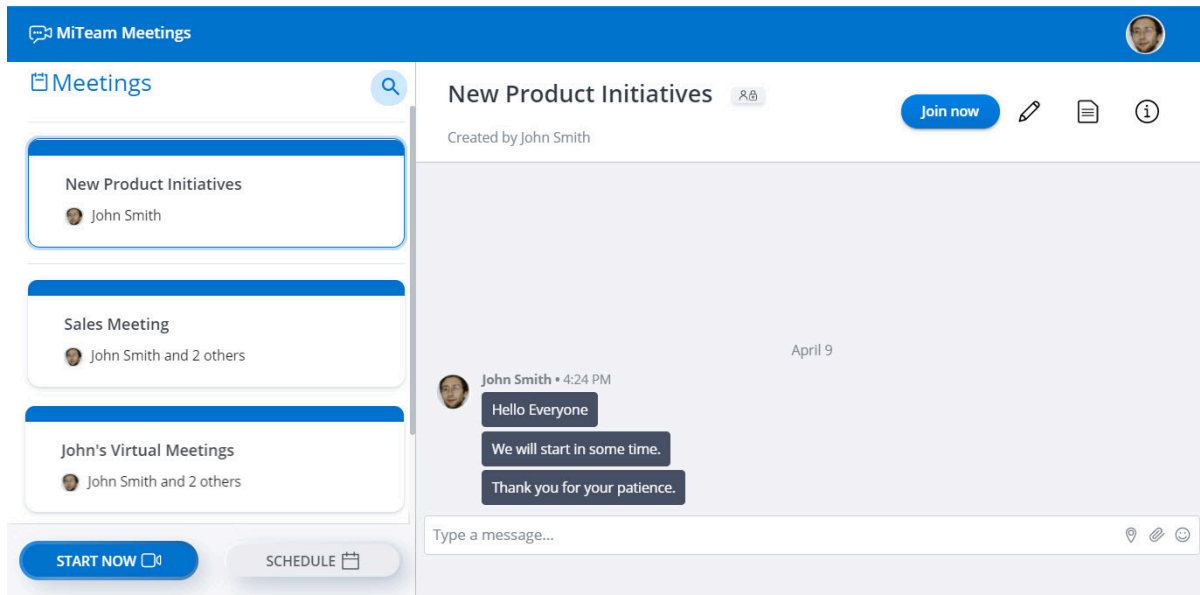 MiTeam Meetings
Meetings
New Product Initiatives
John Smith
Sales Meeting
John Smith and 2 others
John's Virtual Meetings
John Smith and 2 others
START NOW
SCHEDULE
New Product Initiatives
Join now
Created by John Smith
April 9
John Smith • 4:24 PM
Hello Everyone
We will start in some time.
Thank you for your patience.
Type a message...